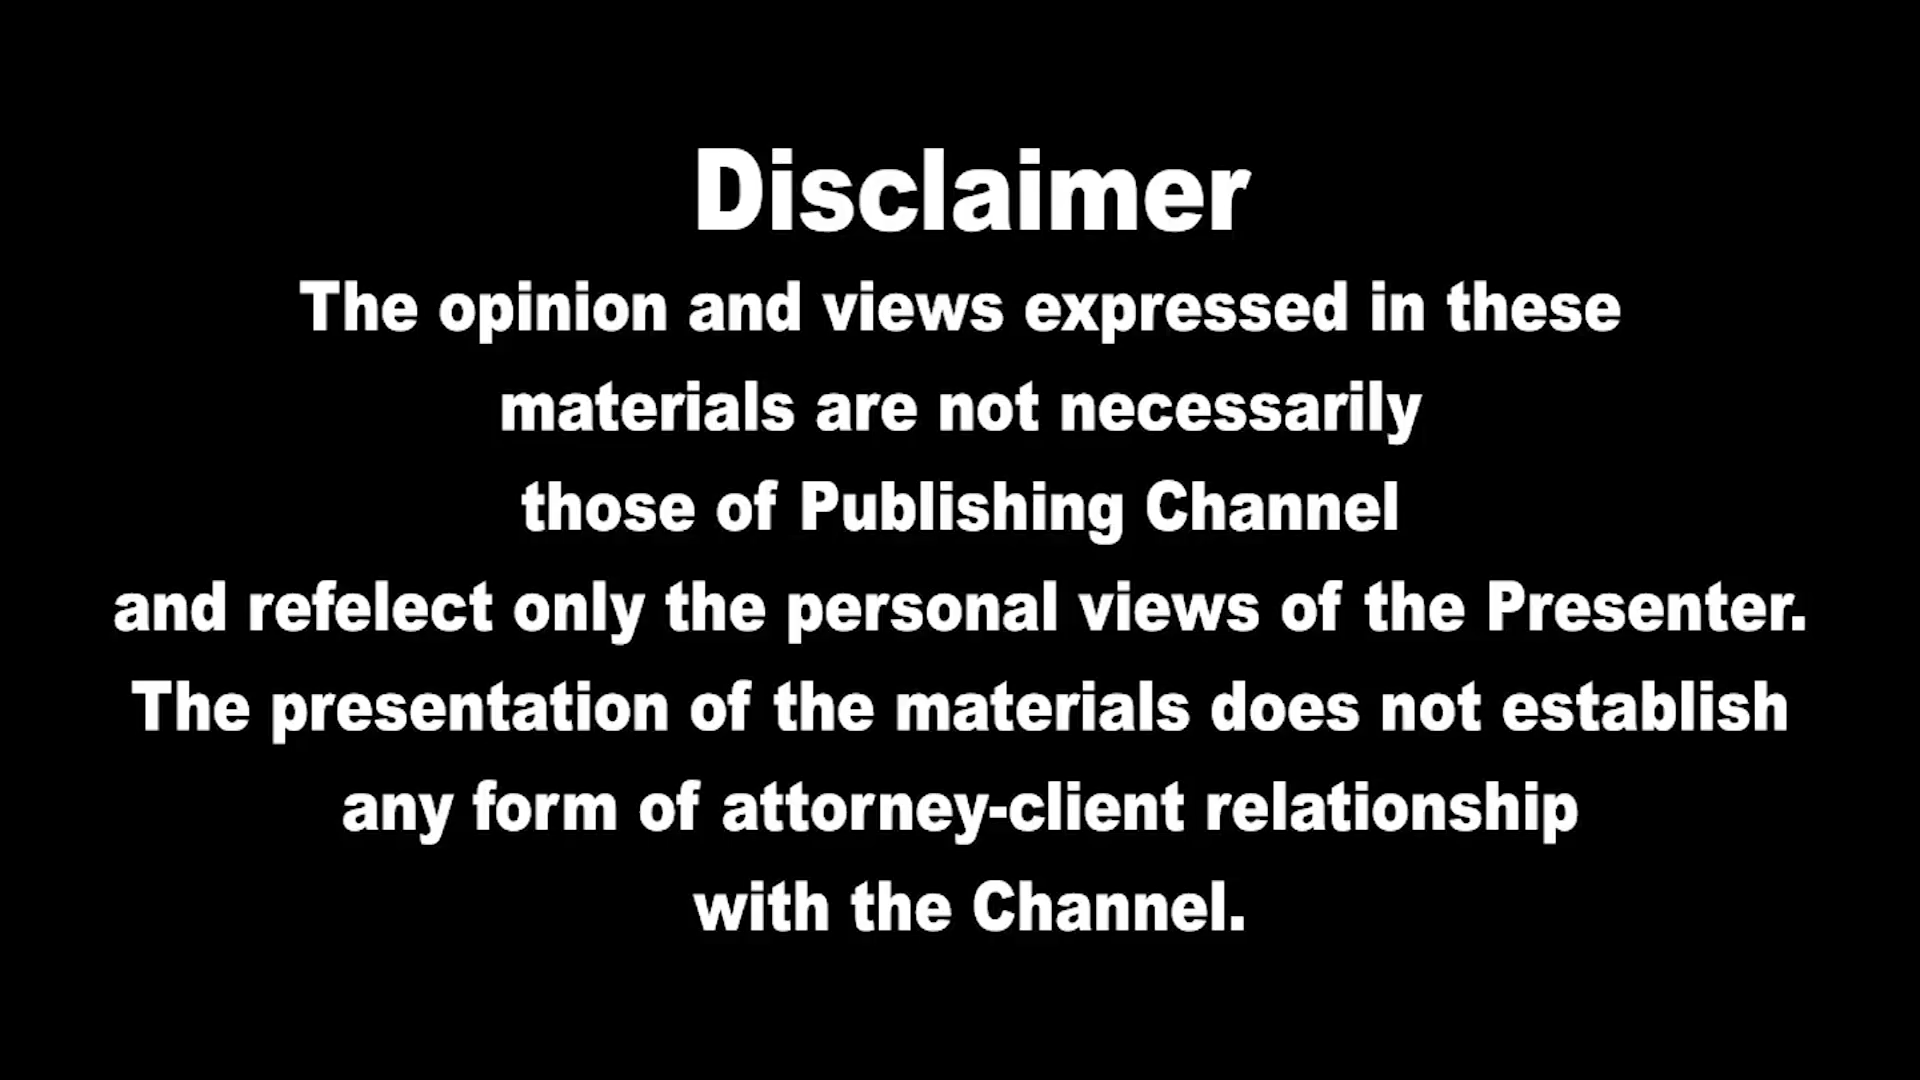 Disclaimer
The opinion and views expressed in these
materials are not necessarily
those of Publishing Channel
and refelect only the personal views of the Presenter.
The presentation of the materials does not establish
any form of attorney-client relationship
with the Channel.